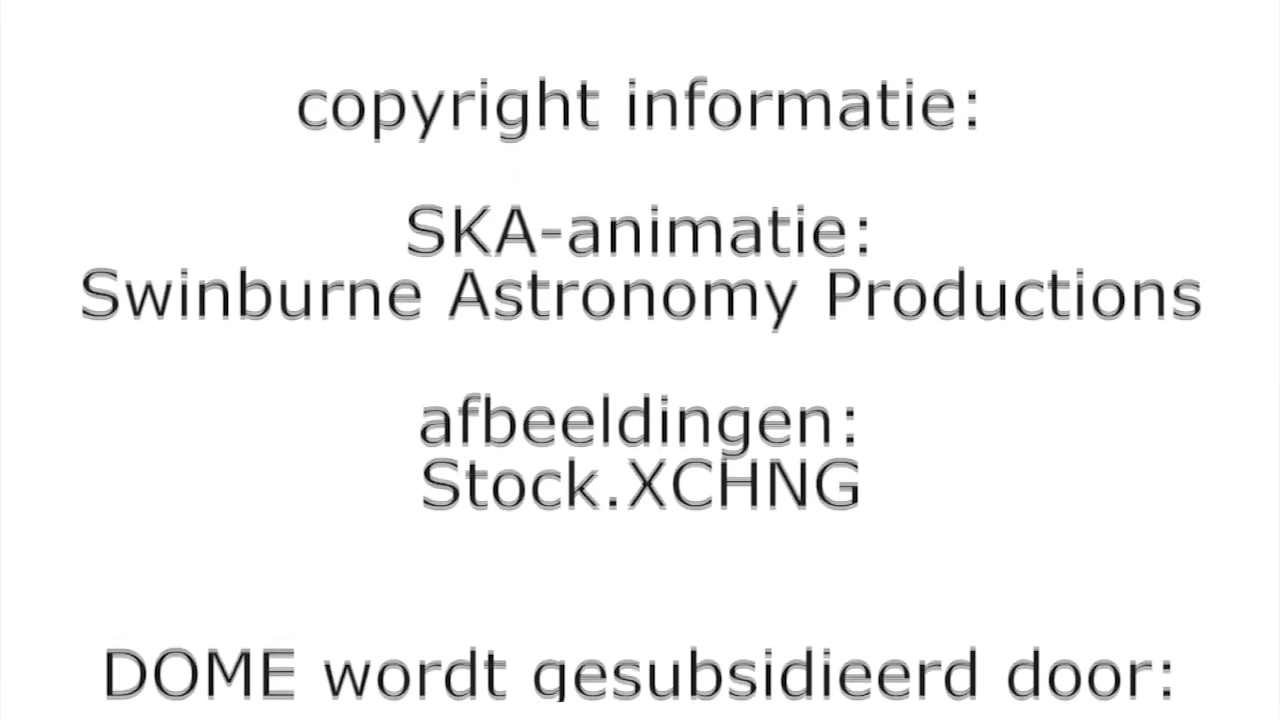 copyright informatie:
SKA-animatie:
Swinburne Astronomy Productions
afbeeldingen:
Stock.XCHNG
DOME wordt gesubsidieerd door: